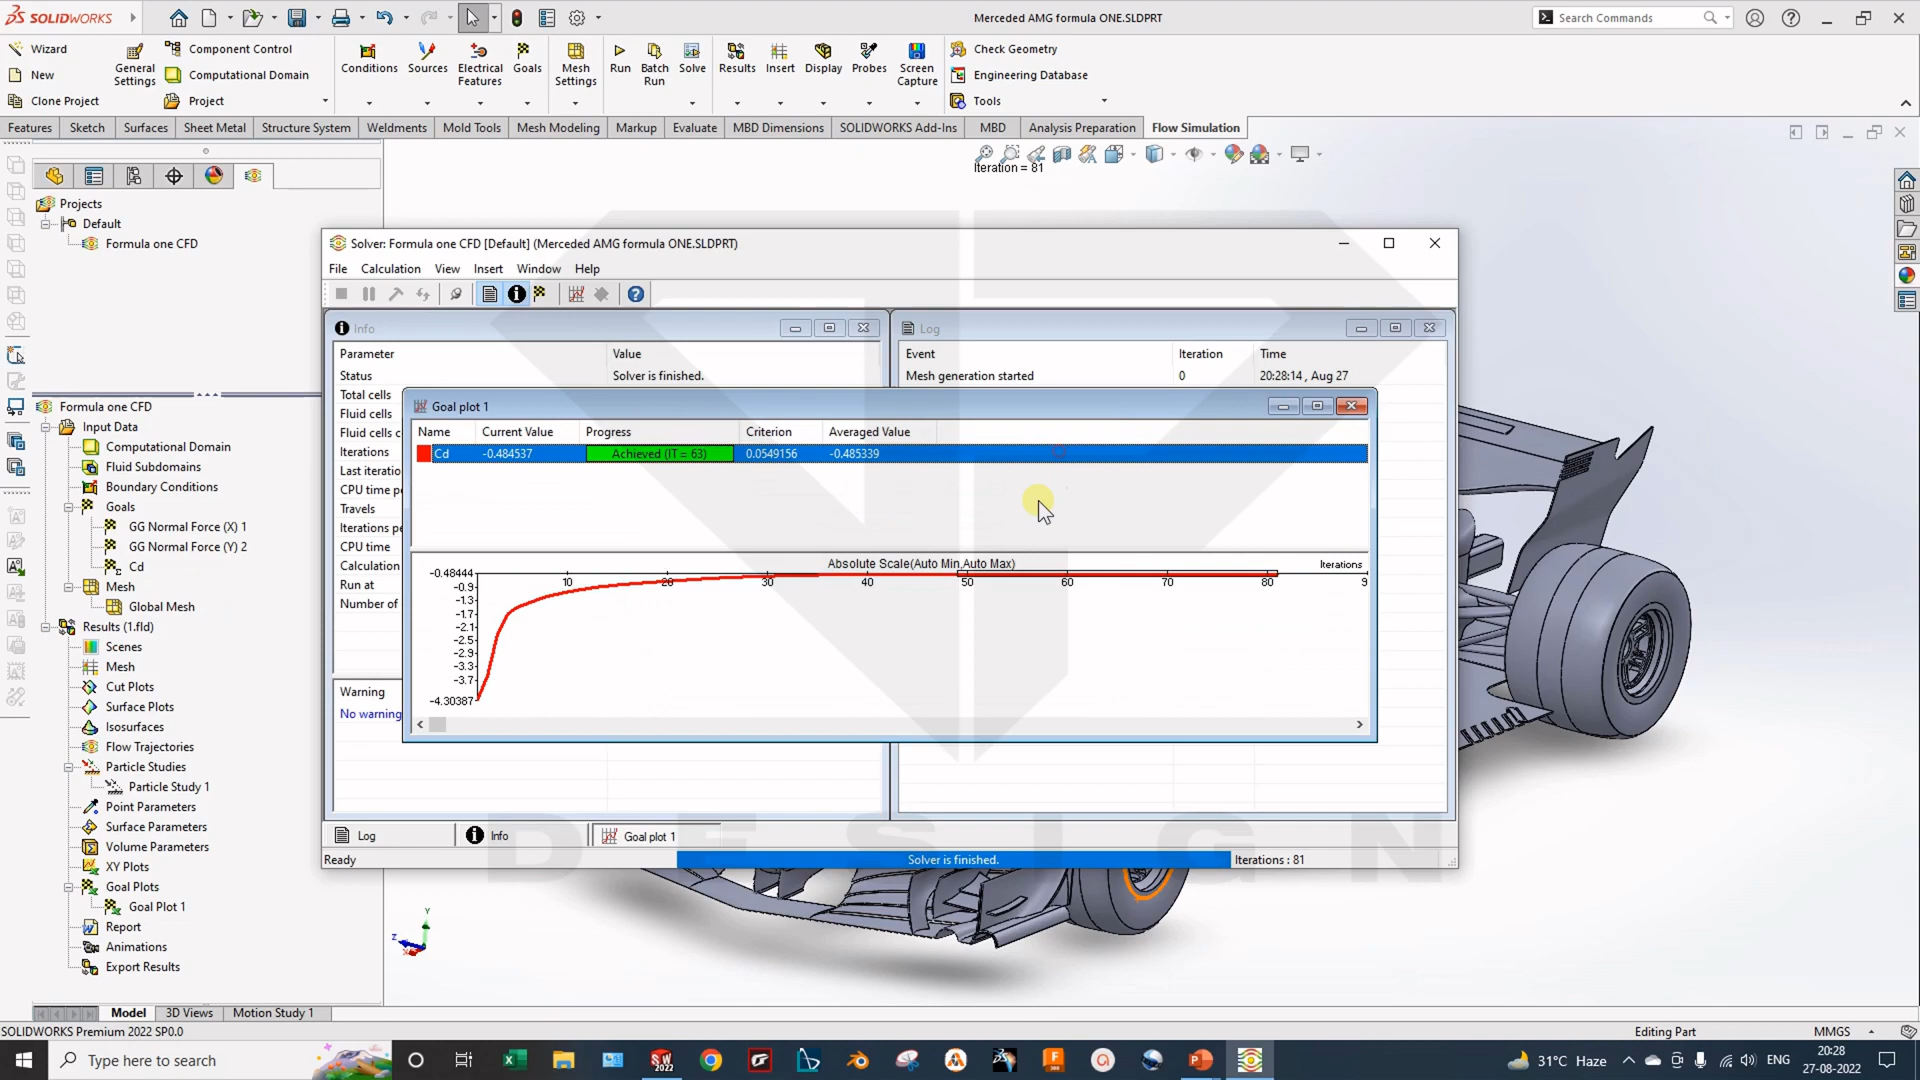 SOLIDWORKS
Merceded AMG formula ONE.SLDPRT
Search Commands
Wizard
New
Clone Project
General Settings
Component Control
Computational Domain
Project
Conditions
Sources
Electrical Features
Goals
Mesh Settings
Run
Batch Run
Solve
Results
Insert
Display
Probes
Screen Capture
Check Geometry
Engineering Database
Tools
Features Sketch Surfaces Sheet Metal Structure System Weldments Mold Tools Mesh Modeling Markup Evaluate MBD Dimensions SOLIDWORKS Add-Ins MBD Analysis Preparation Flow Simulation
Iteration = 81
Projects
Default
Formula one CFD
Formula one CFD
Input Data
Computational Domain
Fluid Subdomains
Boundary Conditions
Goals
GG Normal Force (X) 1
GG Normal Force (Y) 2
Cd
Mesh
Global Mesh
Results (1.fld)
Scenes
Mesh
Cut Plots
Surface Plots
Isosurfaces
Flow Trajectories
Particle Studies
Particle Study 1
Point Parameters
Surface Parameters
Volume Parameters
XY Plots
Goal Plots
Goal Plot 1
Report
Animations
Export Results
Solver: Formula one CFD [Default] (Merceded AMG formula ONE.SLDPRT)
File Calculation View Insert Window Help
Info
Parameter Value
Status Solver is finished.
Total cells
Fluid cells
Fluid cells c
Iterations
Last iteratio
CPU time pe
Travels
Iterations pe
CPU time
Calculation
Run at
Number of
Warning
No warning
Log
Event Iteration Time
Mesh generation started 0 20:28:14 , Aug 27
Goal plot 1
Name Current Value Progress Criterion Averaged Value
Cd -0.484537 Achieved (IT = 63) 0.0549156 -0.485339
Absolute Scale(Auto Min,Auto Max)
Iterations
-0.48444
10 20 30 40 50 60 70 80 9
-0.9
-1.3
-1.7
-2.1
-2.5
-2.9
-3.3
-3.7
-4.30387
Log Info Goal plot 1
Ready Solver is finished. Iterations : 81
DESIGN
Y
Z
X
Model 3D Views Motion Study 1
SOLIDWORKS Premium 2022 SP0.0 Editing Part MMGS
Type here to search
31°C Haze ENG 20:28
27-08-2022